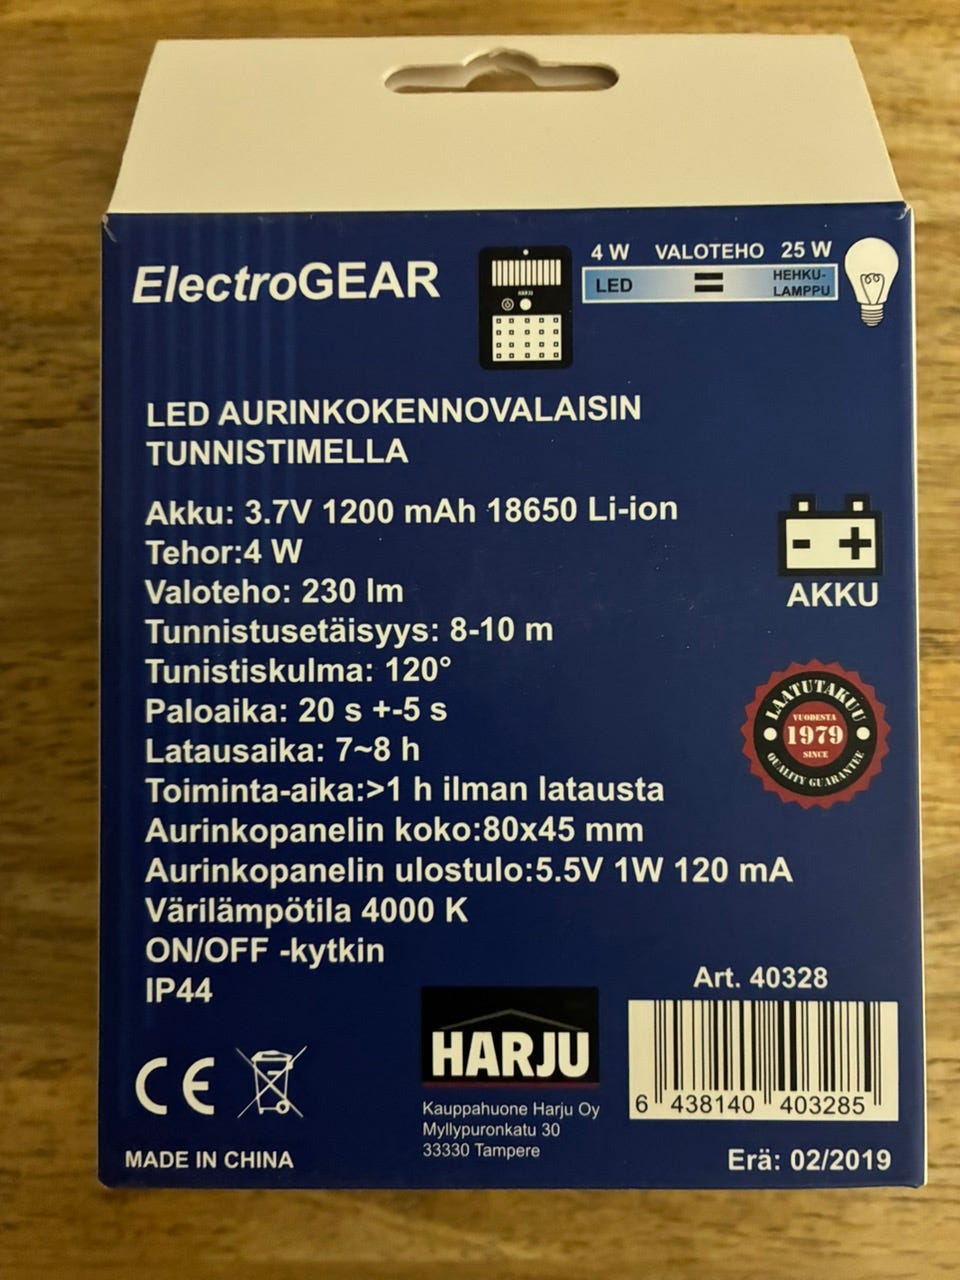 ElectroGEAR
4 W VALOTEHO 25 W
LED = HEHKU-
LAMPPU
HARJU
LED AURINKOKENNOVALAISIN
TUNNISTIMELLA
Akku: 3.7V 1200 mAh 18650 Li-ion
Tehor:4 W
Valoteho: 230 lm
Tunnistusetäisyys: 8-10 m
Tunistiskulma: 120°
Paloaika: 20 s +-5 s
Latausaika: 7~8 h
Toiminta-aika:>1 h ilman latausta
Aurinkopanelin koko:80x45 mm
Aurinkopanelin ulostulo:5.5V 1W 120 mA
Värilämpötila 4000 K
ON/OFF -kytkin
IP44
- +
AKKU
LAATUTAKUU
VUODESTA
1979
SINCE
QUALITY GUARANTEE
CE
MADE IN CHINA
HARJU
Kauppahuone Harju Oy
Myllypuronkatu 30
33330 Tampere
Art. 40328
6 438140 403285
Erä: 02/2019